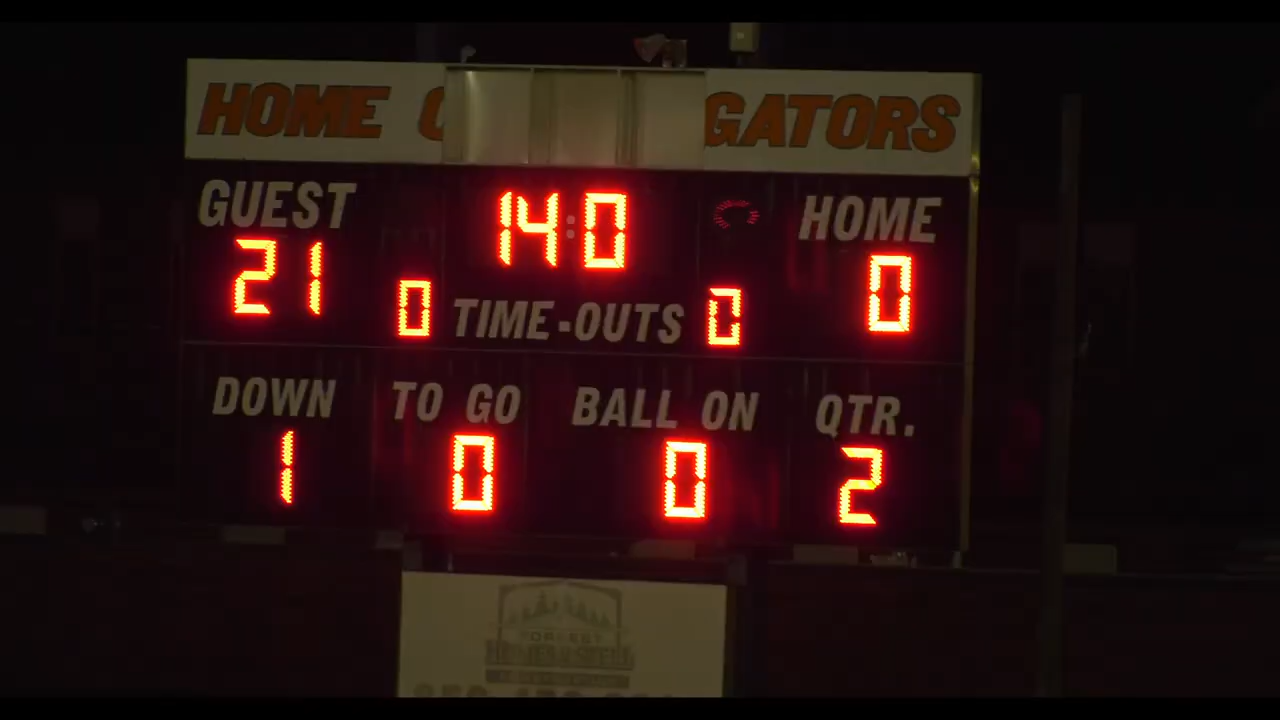 HOME GATORS
GUEST 14:0 HOME
21 0 TIME-OUTS 0 0
DOWN TO GO BALL ON QTR.
1 0 0 2